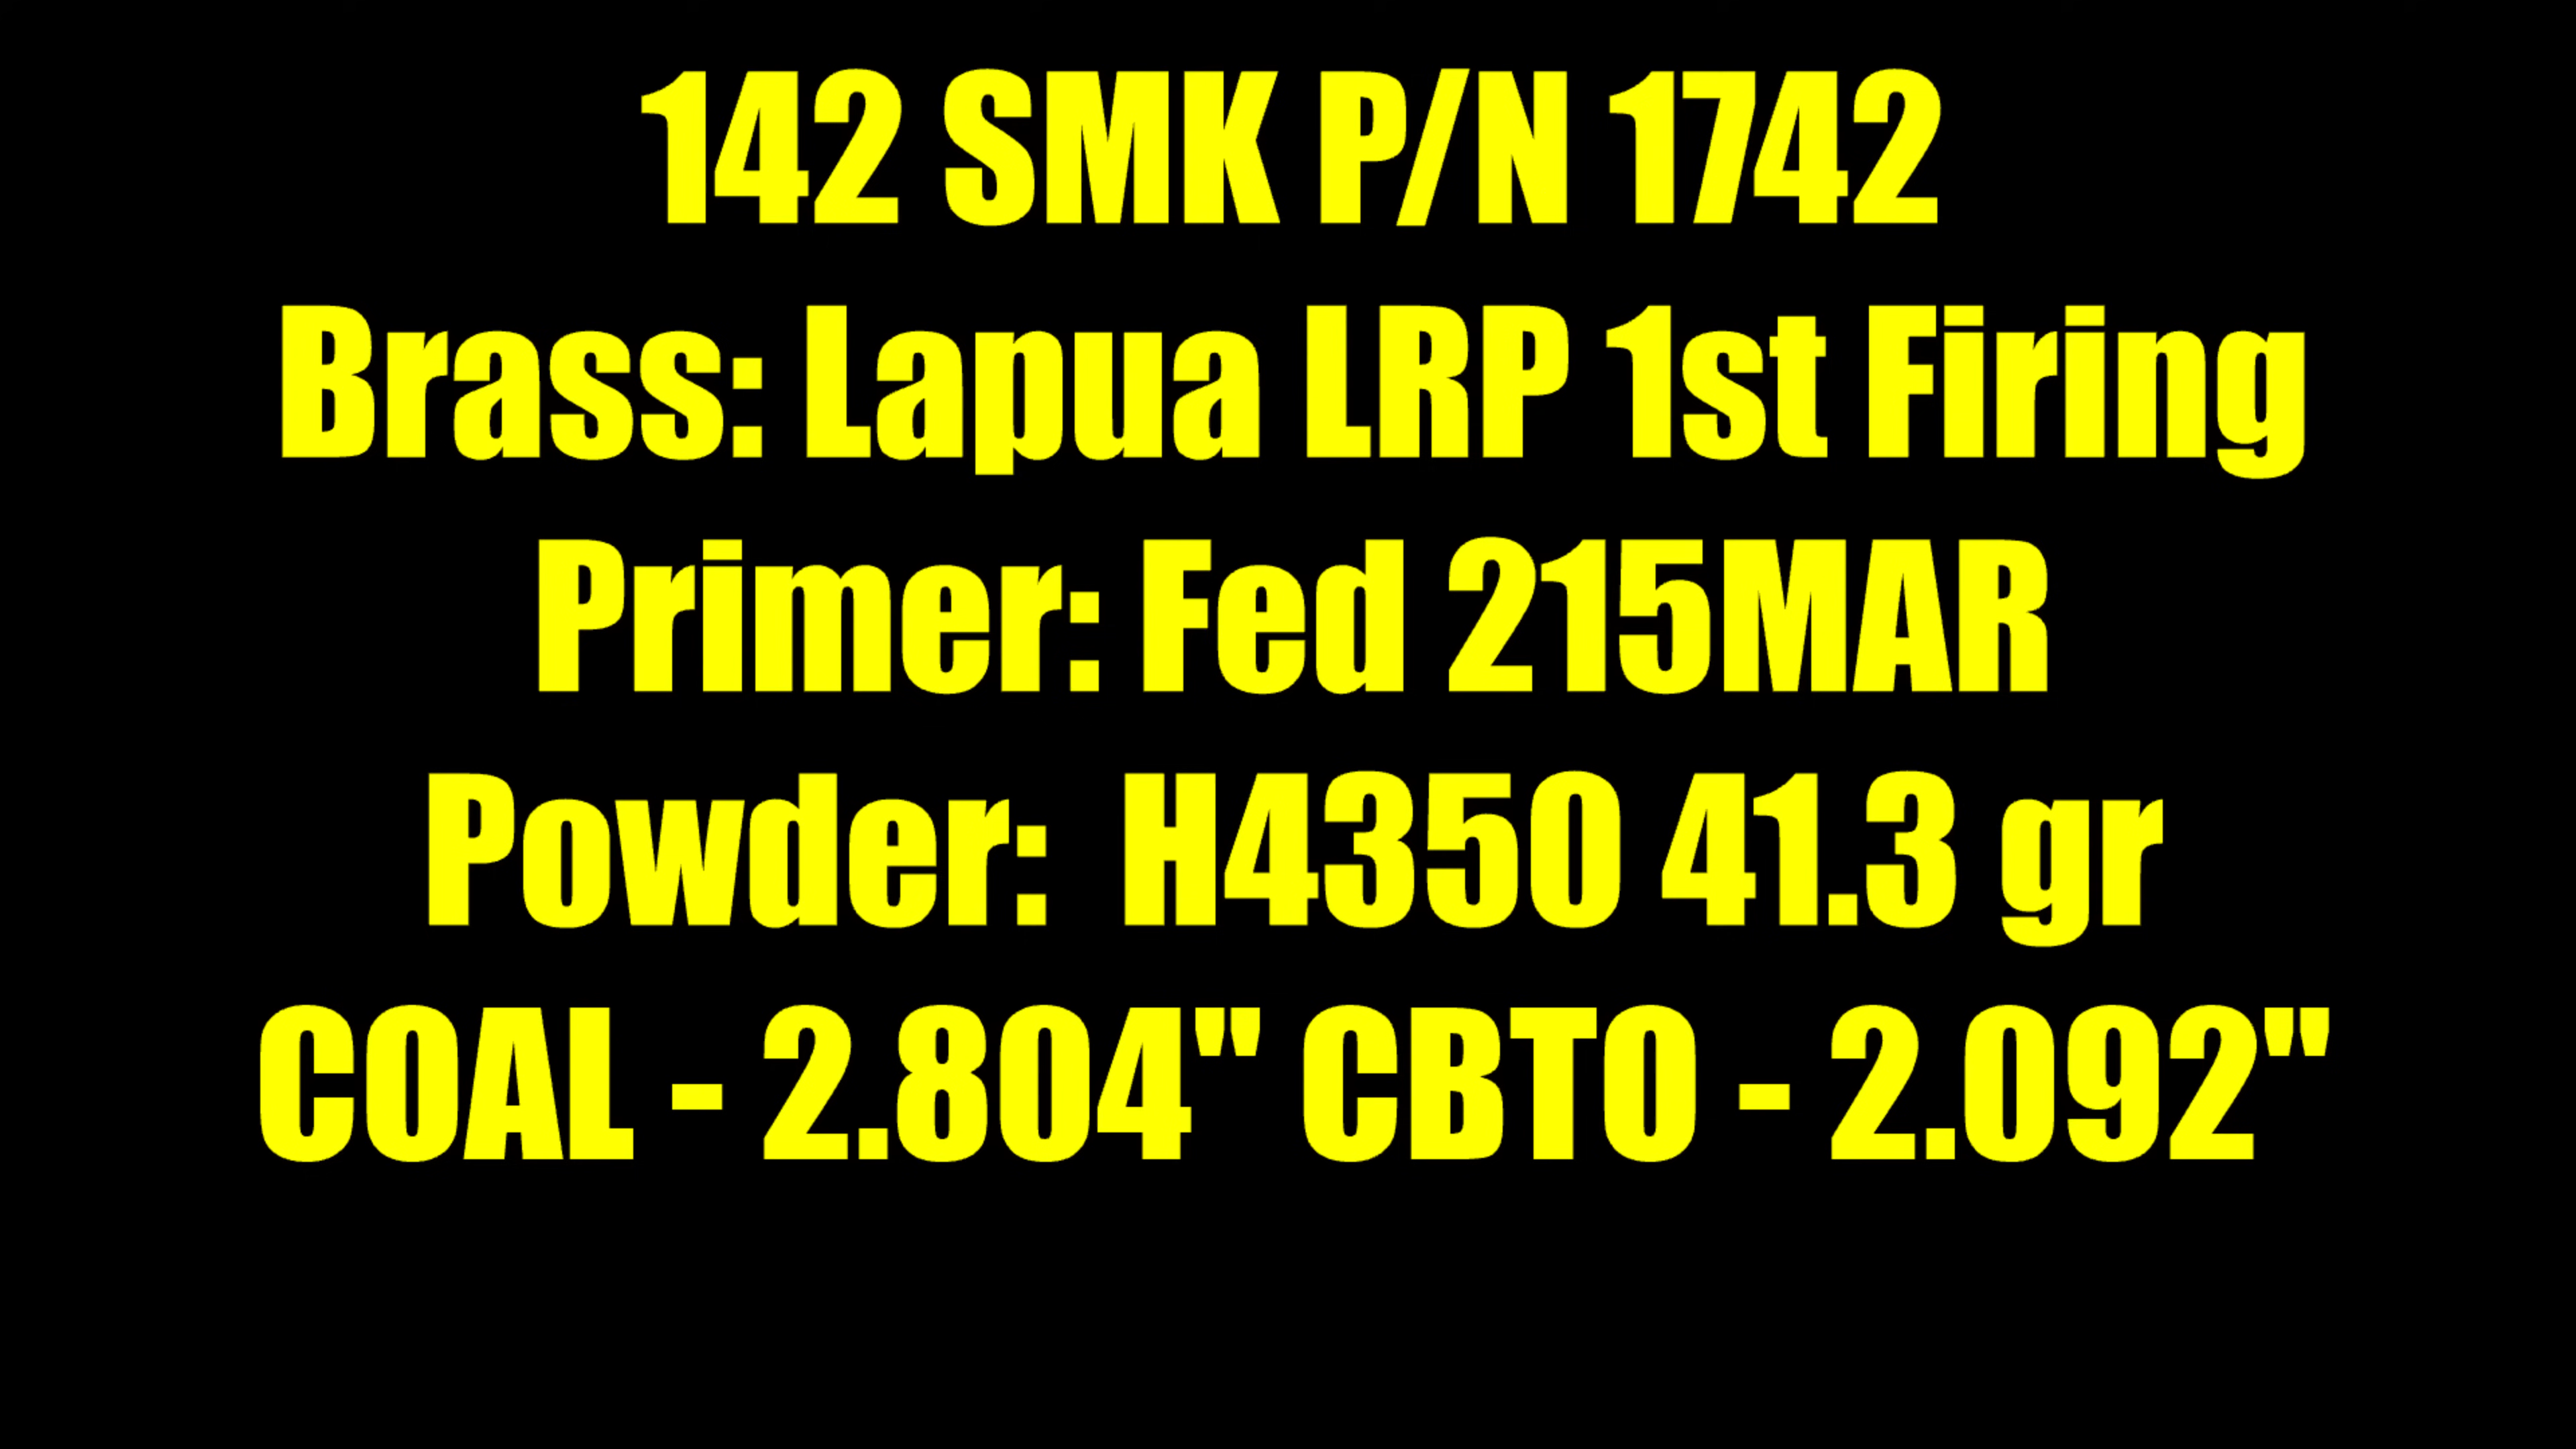 142 SMK P/N 1742
Brass: Lapua LRP 1st Firing
Primer: Fed 215MAR
Powder:  H4350 41.3 gr
COAL - 2.804" CBTO - 2.092"